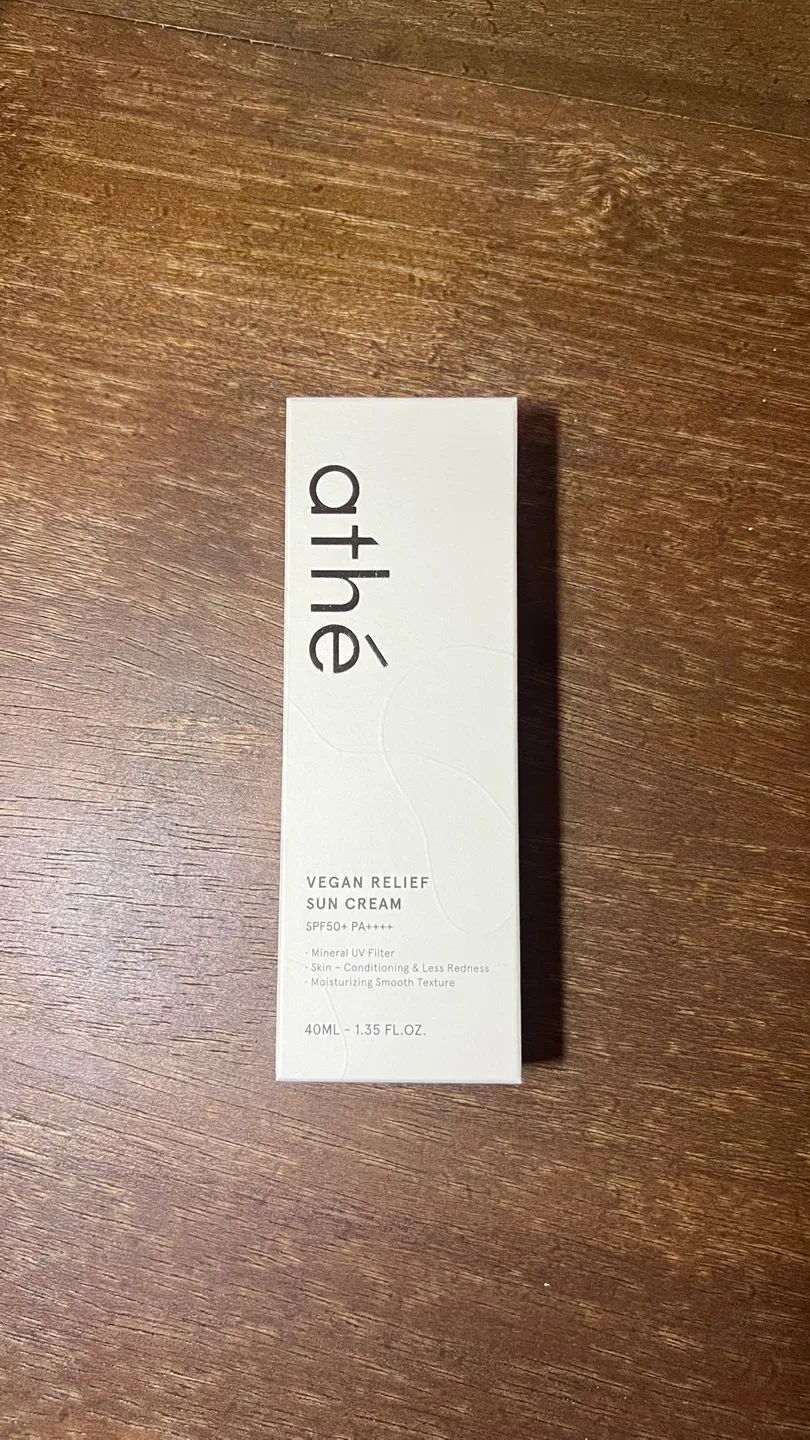 athé
VEGAN RELIEF
SUN CREAM
SPF50+ PA++++
· Mineral UV Filter
· Skin - Conditioning & Less Redness
· Moisturizing Smooth Texture
40ML - 1.35 FL.OZ.